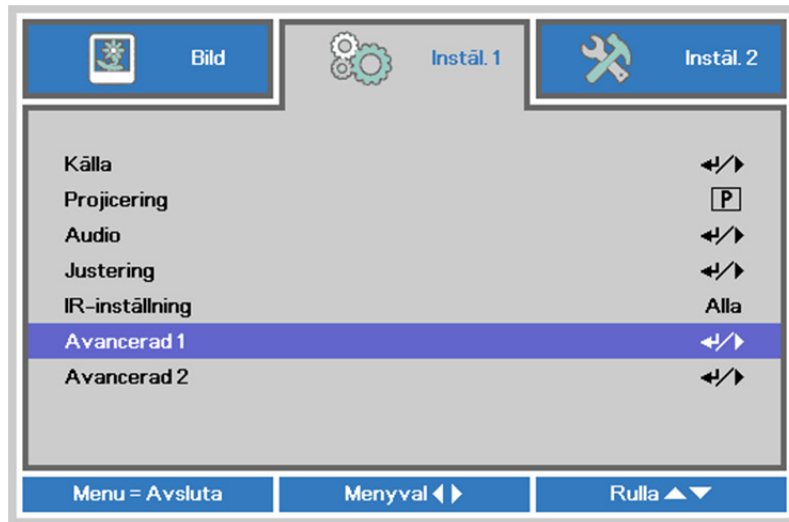 Bild
Instäl. 1
Instäl. 2
Källa
Projicering P
Audio
Justering
IR-inställning Alla
Avancerad 1
Avancerad 2
Menu = Avsluta
Menyval
Rulla